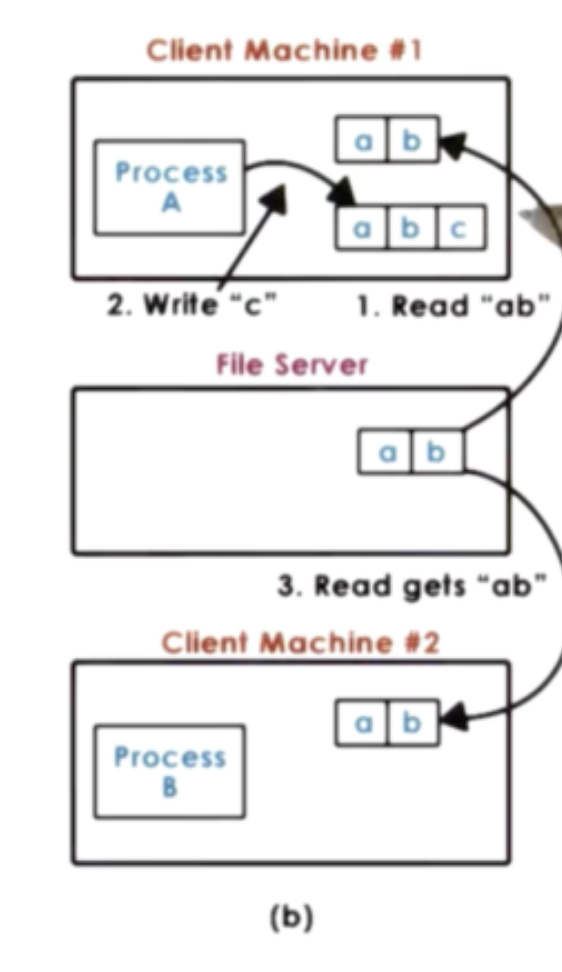 Client Machine #1
a b
Process
A
a b c
2. Write “c”
1. Read “ab”
File Server
a b
3. Read gets “ab”
Client Machine #2
a b
Process
B
(b)